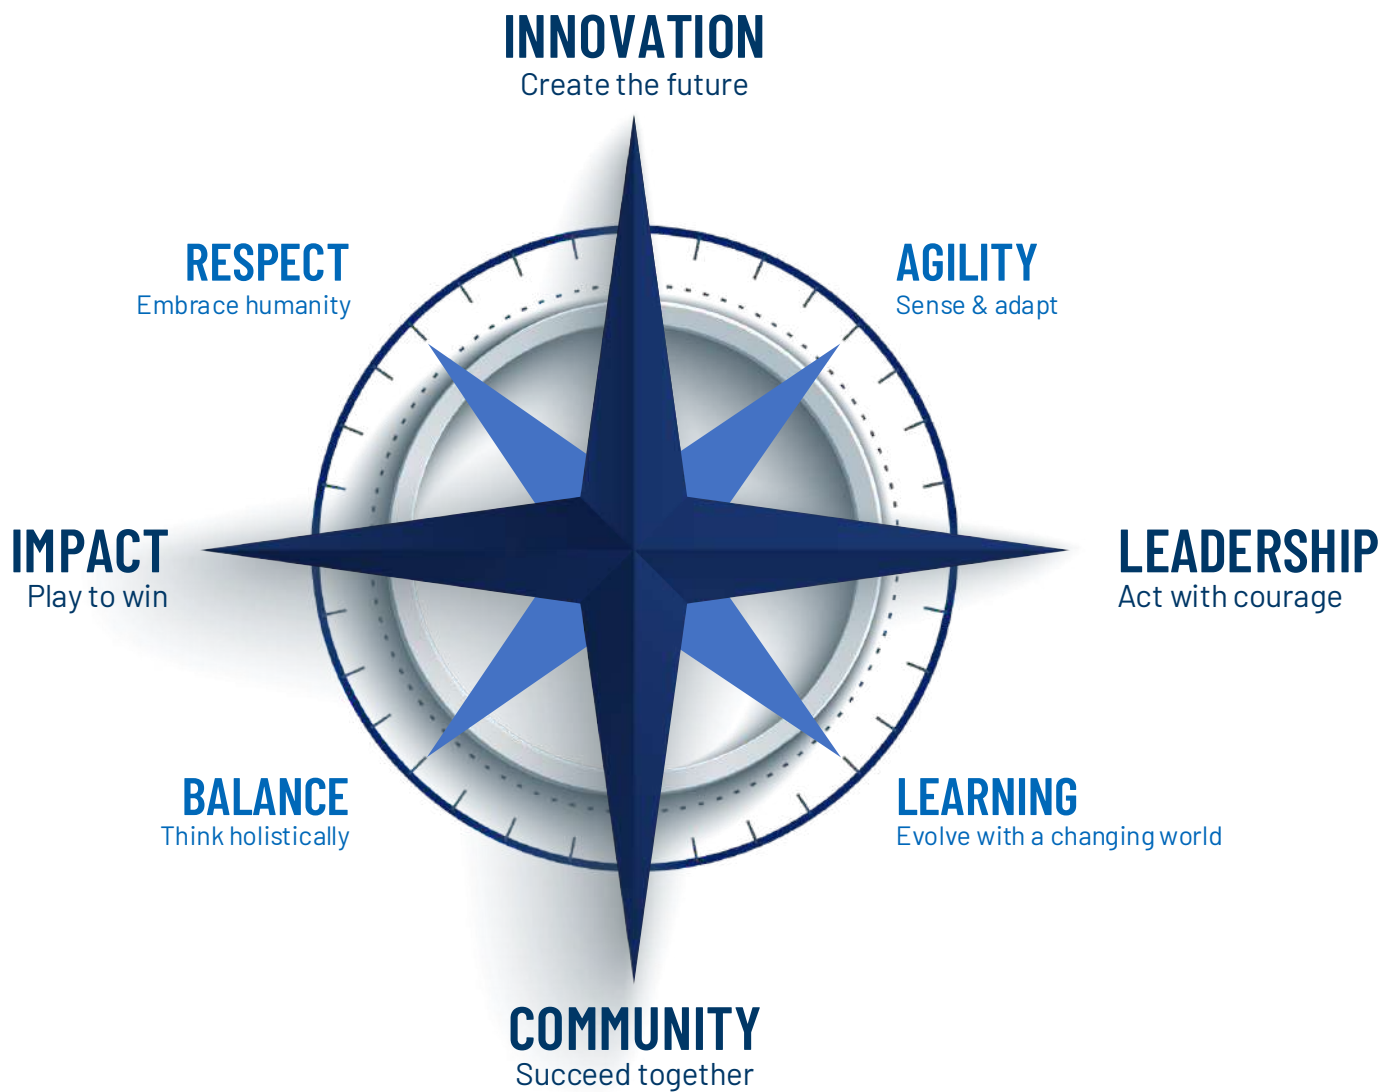 INNOVATION
Create the future
RESPECT
Embrace humanity
AGILITY
Sense & adapt
IMPACT
Play to win
LEADERSHIP
Act with courage
BALANCE
Think holistically
LEARNING
Evolve with a changing world
COMMUNITY
Succeed together